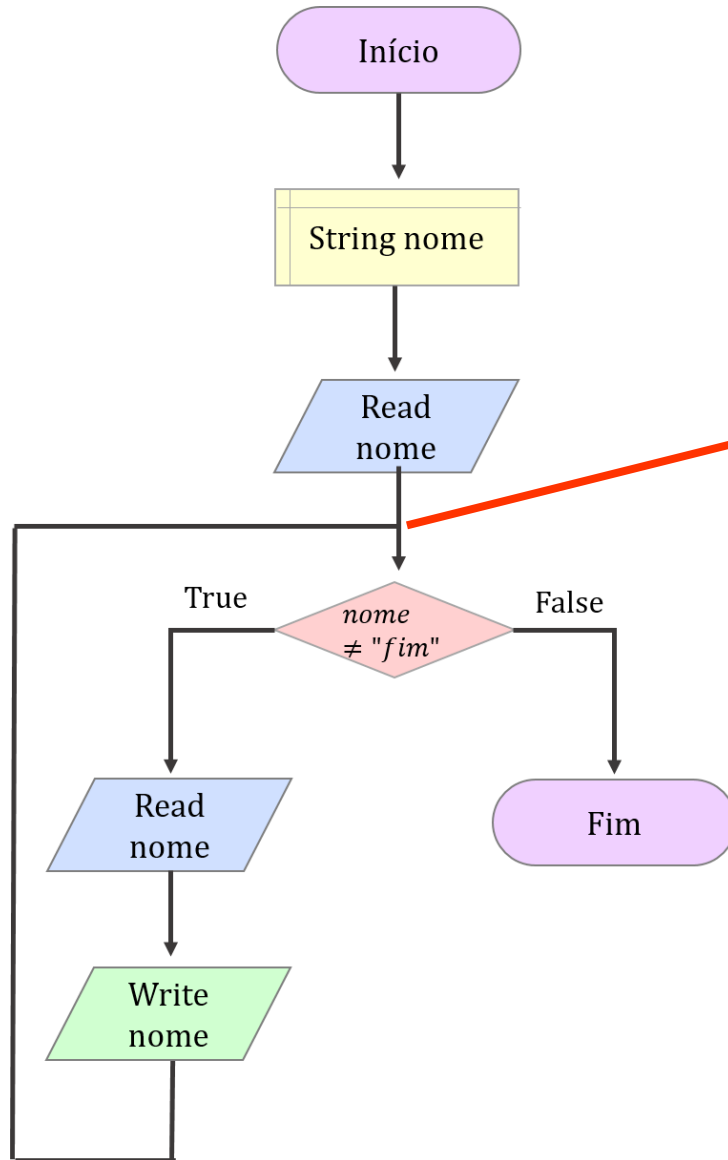 Início
String nome
Read
nome
True
nome
≠ "fim"
False
Read
nome
Fim
Write
nome